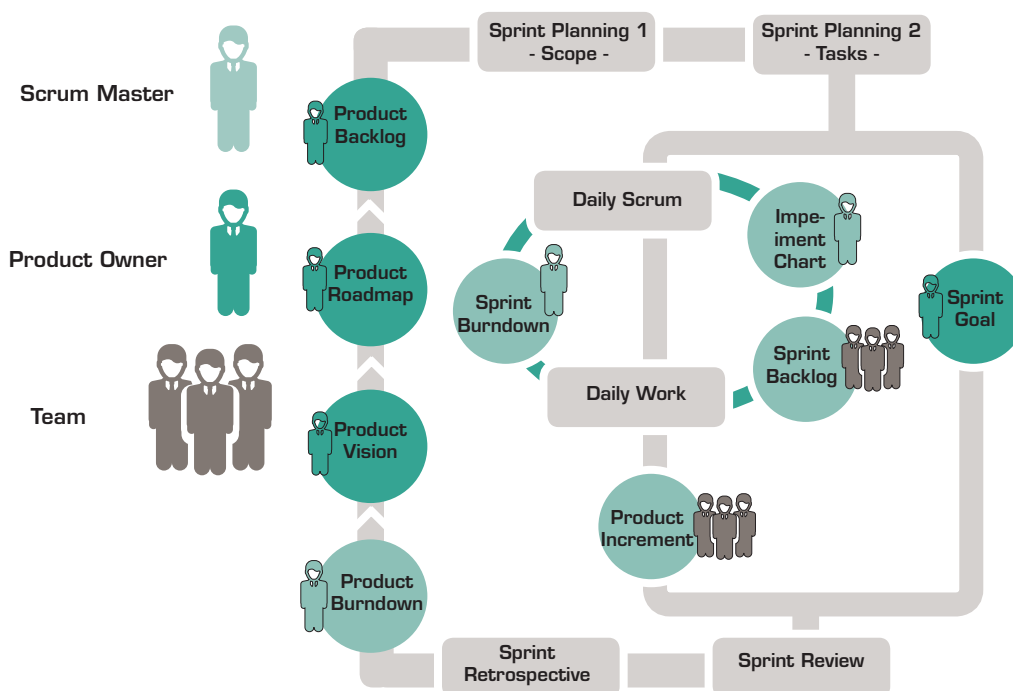 Scrum Master
Product Owner
Team
Product
Backlog
Product
Roadmap
Product
Vision
Product
Burndown
Sprint Planning 1
- Scope -
Sprint Planning 2
- Tasks -
Daily Scrum
Impe-
iment
Chart
Sprint
Burndown
Sprint
Backlog
Sprint
Goal
Daily Work
Product
Increment
Sprint
Retrospective
Sprint Review